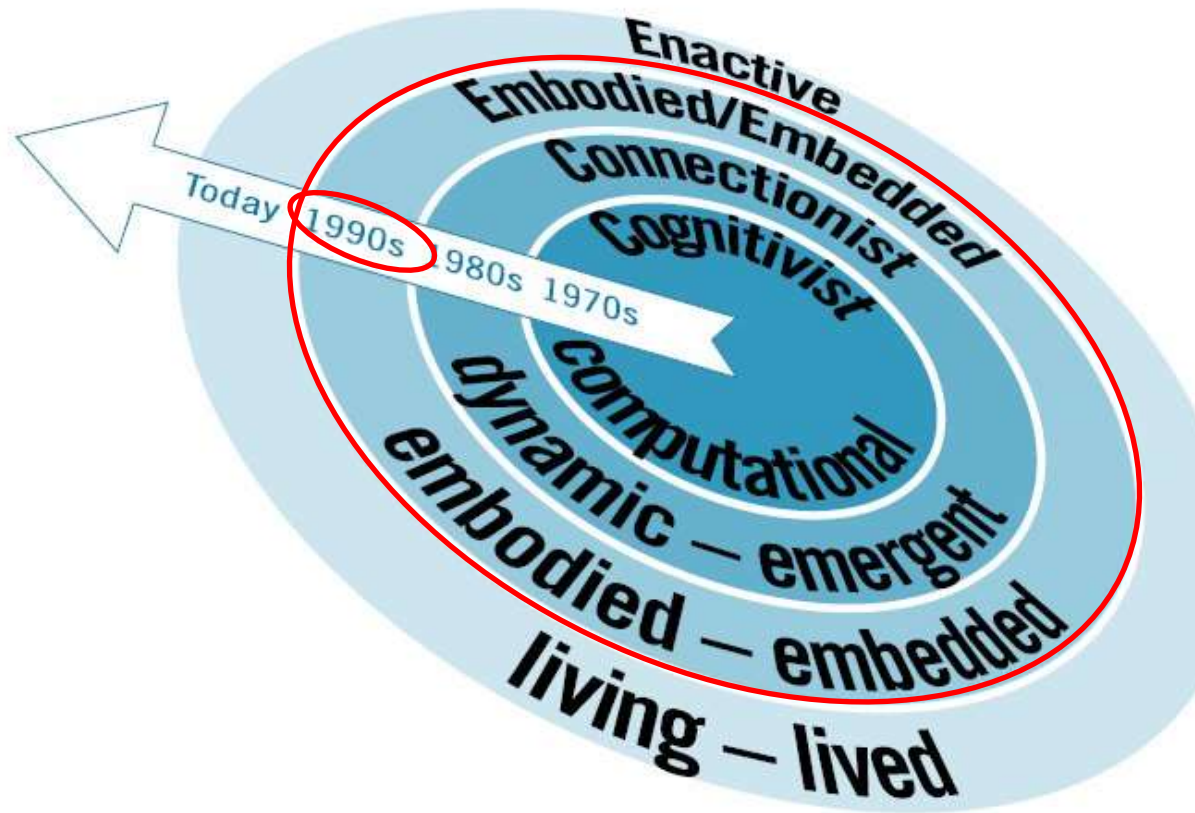 Enactive
Embodied/Embedded
Connectionist
Cognitivist
Today 1990s 1980s 1970s
computational
dynamic – emergent
embodied – embedded
living – lived